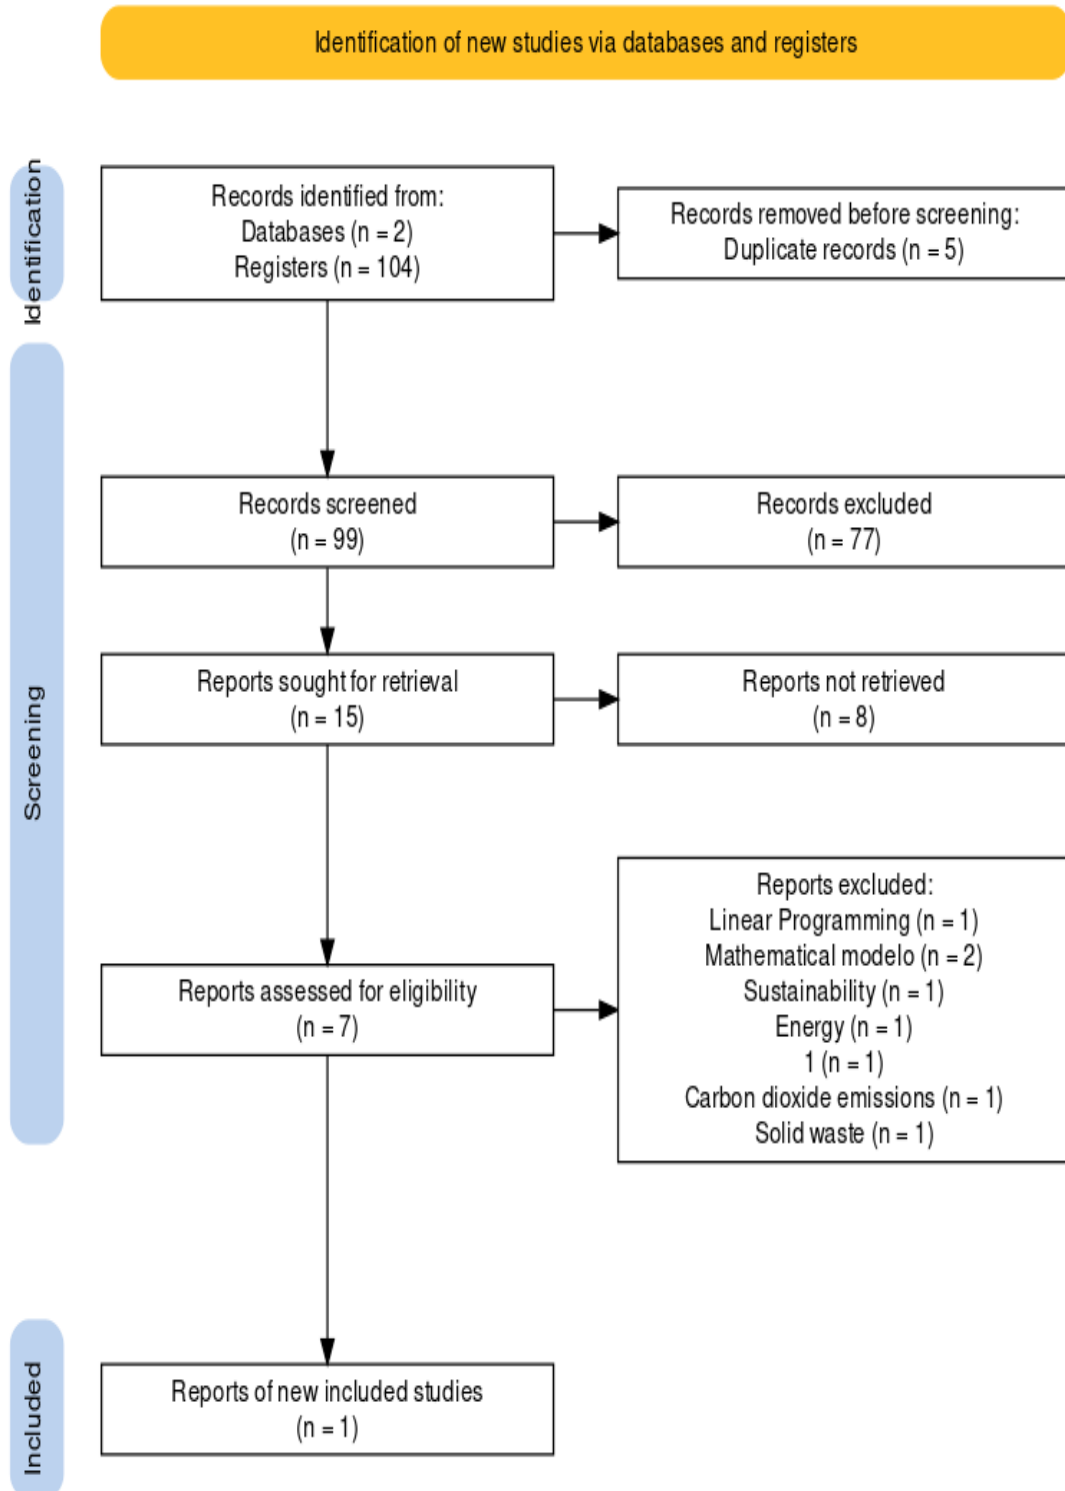 Identification of new studies via databases and registers
Identification
Records identified from:
Databases (n = 2)
Registers (n = 104)
Records removed before screening:
Duplicate records (n = 5)
Screening
Records screened
(n = 99)
Records excluded
(n = 77)
Reports sought for retrieval
(n = 15)
Reports not retrieved
(n = 8)
Reports assessed for eligibility
(n = 7)
Reports excluded:
Linear Programming (n = 1)
Mathematical modelo (n = 2)
Sustainability (n = 1)
Energy (n = 1)
1 (n = 1)
Carbon dioxide emissions (n = 1)
Solid waste (n = 1)
Included
Reports of new included studies
(n = 1)